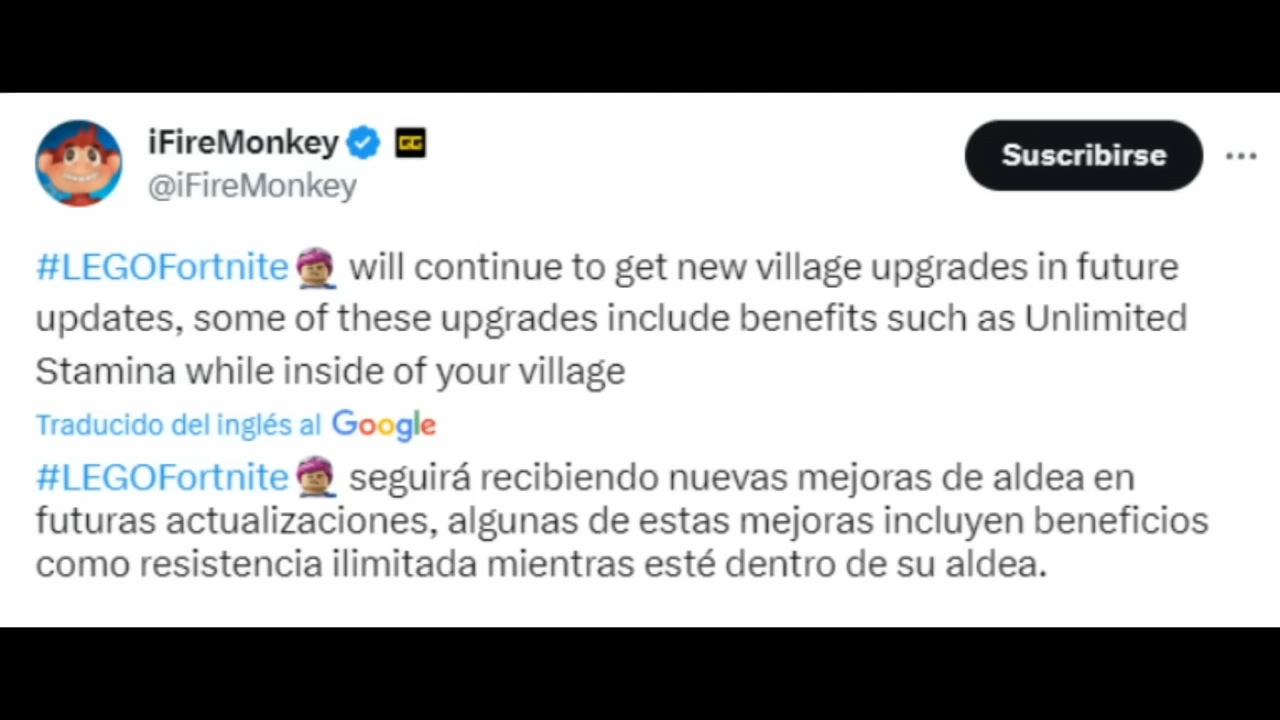 iFireMonkey GG
@iFireMonkey
Suscribirse
#LEGOFortnite will continue to get new village upgrades in future
updates, some of these upgrades include benefits such as Unlimited
Stamina while inside of your village
Traducido del inglés al Google
#LEGOFortnite seguirá recibiendo nuevas mejoras de aldea en
futuras actualizaciones, algunas de estas mejoras incluyen beneficios
como resistencia ilimitada mientras esté dentro de su aldea.